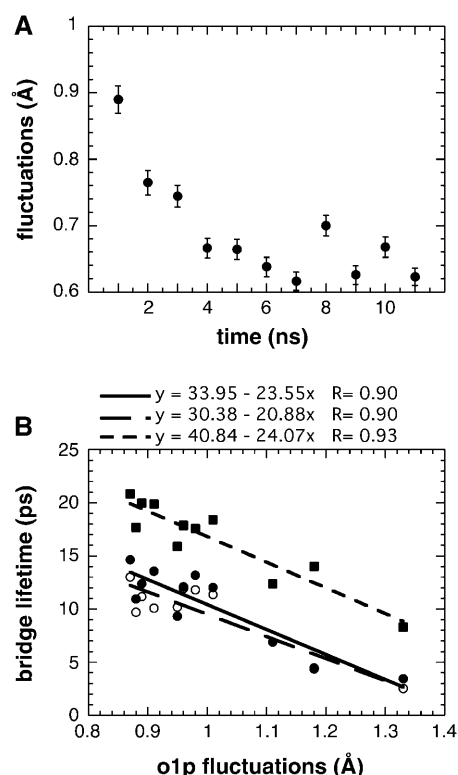 A
1
0.9
0.8
0.7
0.6
fluctuations (Å)
2 4 6 8 10
time (ns)
y = 33.95 - 23.55x R= 0.90
y = 30.38 - 20.88x R= 0.90
y = 40.84 - 24.07x R= 0.93
B
25
20
15
10
5
0
bridge lifetime (ps)
0.8 0.9 1 1.1 1.2 1.3 1.4
o1p fluctuations (Å)